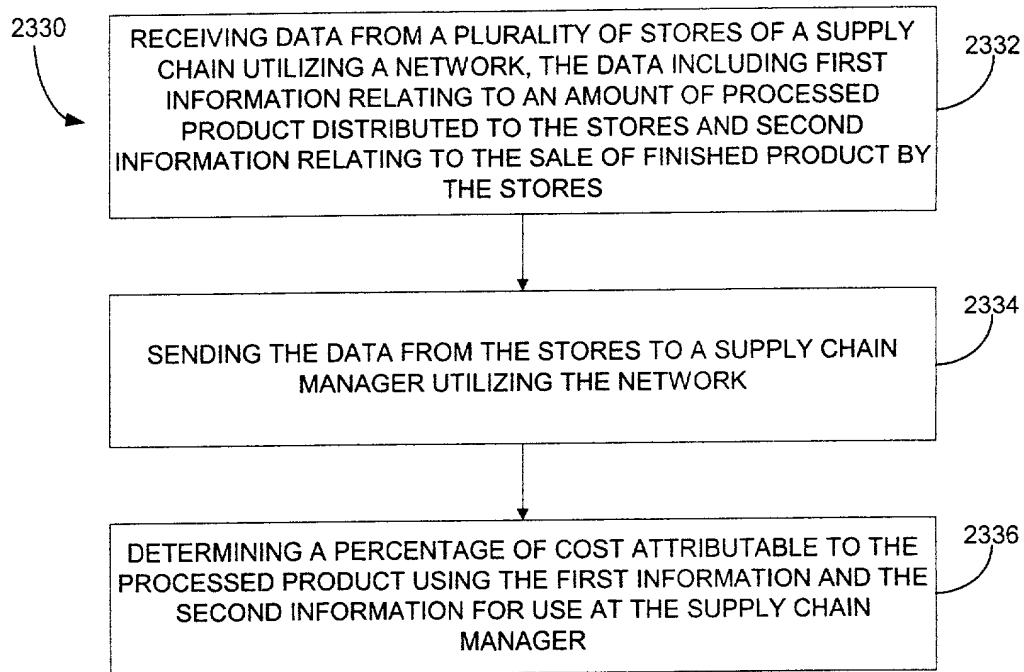 2330
RECEIVING DATA FROM A PLURALITY OF STORES OF A SUPPLY
CHAIN UTILIZING A NETWORK, THE DATA INCLUDING FIRST
INFORMATION RELATING TO AN AMOUNT OF PROCESSED
PRODUCT DISTRIBUTED TO THE STORES AND SECOND
INFORMATION RELATING TO THE SALE OF FINISHED PRODUCT BY
THE STORES
2332
SENDING THE DATA FROM THE STORES TO A SUPPLY CHAIN
MANAGER UTILIZING THE NETWORK
2334
DETERMINING A PERCENTAGE OF COST ATTRIBUTABLE TO THE
PROCESSED PRODUCT USING THE FIRST INFORMATION AND THE
SECOND INFORMATION FOR USE AT THE SUPPLY CHAIN
MANAGER
2336